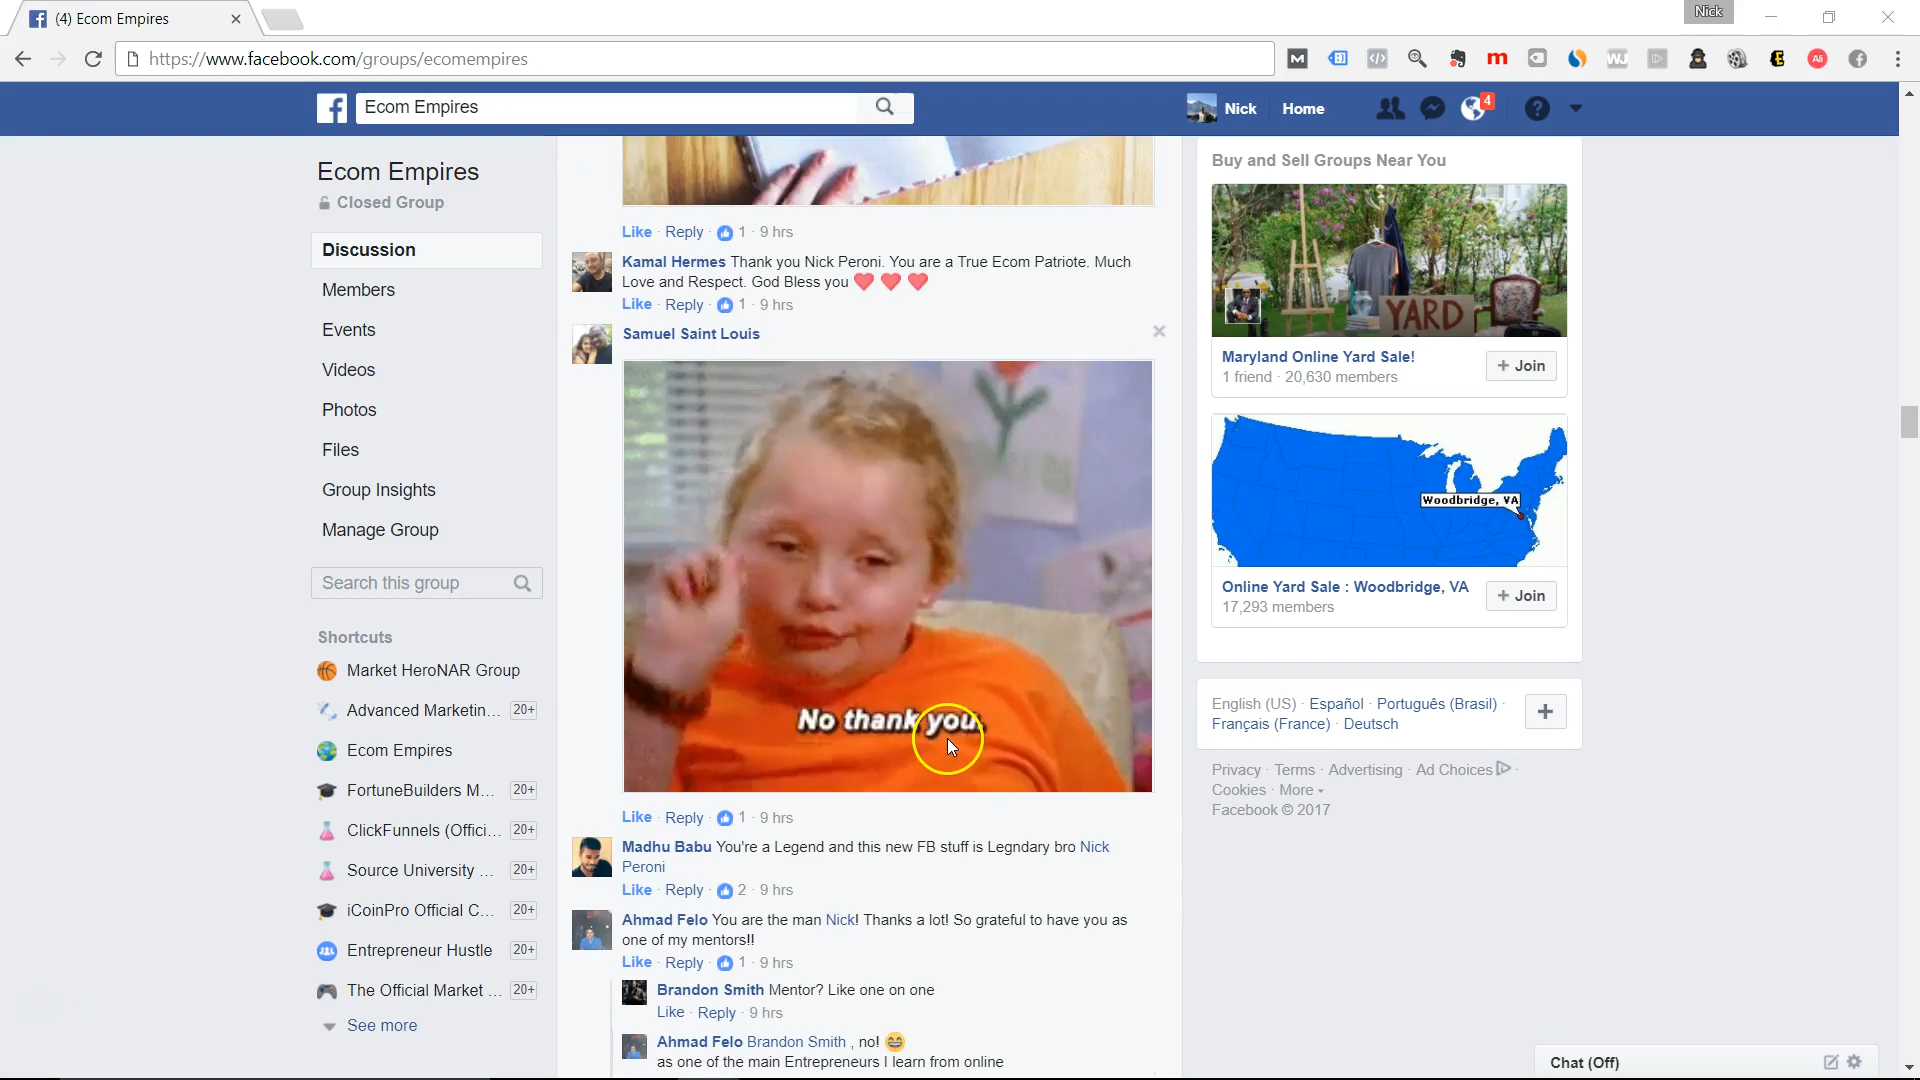 (4) Ecom Empires
Nick
https://www.facebook.com/groups/ecomempires
Ecom Empires
Nick
Home
4
Ecom Empires
Closed Group
Discussion
Members
Events
Videos
Photos
Files
Group Insights
Manage Group
Search this group
Shortcuts
Market HeroNAR Group
Advanced Marketin... 20+
Ecom Empires
FortuneBuilders M... 20+
ClickFunnels (Offici... 20+
Source University ... 20+
iCoinPro Official C... 20+
Entrepreneur Hustle 20+
The Official Market ... 20+
See more
Like · Reply · 1 · 9 hrs
Kamal Hermes Thank you Nick Peroni. You are a True Ecom Patriote. Much
Love and Respect. God Bless you ❤ ❤ ❤
Like · Reply · 1 · 9 hrs
Samuel Saint Louis
No thank you.
Like · Reply · 1 · 9 hrs
Madhu Babu You're a Legend and this new FB stuff is Legndary bro Nick
Peroni
Like · Reply · 2 · 9 hrs
Ahmad Felo You are the man Nick! Thanks a lot! So grateful to have you as
one of my mentors!!
Like · Reply · 1 · 9 hrs
Brandon Smith Mentor? Like one on one
Like · Reply · 9 hrs
Ahmad Felo Brandon Smith , no! 😄
as one of the main Entrepreneurs I learn from online
Buy and Sell Groups Near You
YARD
Maryland Online Yard Sale!
1 friend · 20,630 members
+ Join
Woodbridge, VA
Online Yard Sale : Woodbridge, VA
17,293 members
+ Join
English (US) · Español · Português (Brasil) ·
Français (France) · Deutsch
Privacy · Terms · Advertising · Ad Choices ·
Cookies · More
Facebook © 2017
Chat (Off)